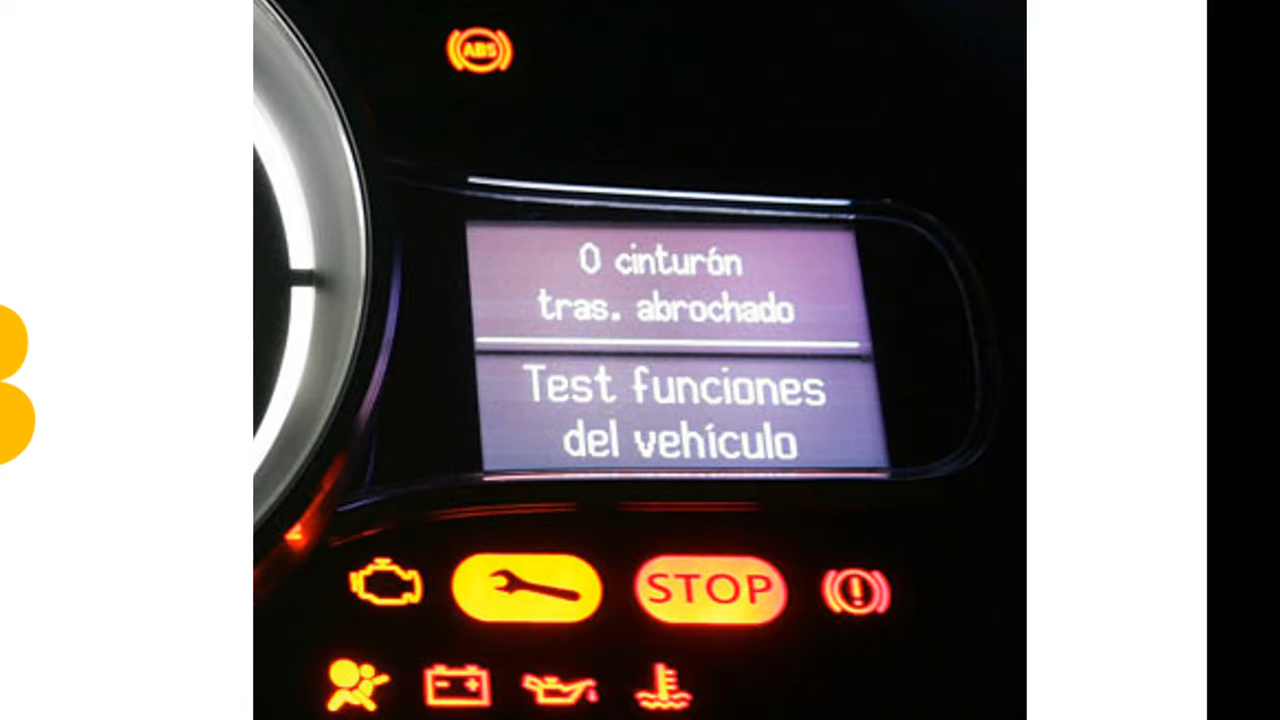 ABS
0 cinturón
tras. abrochado
Test funciones
del vehículo
STOP